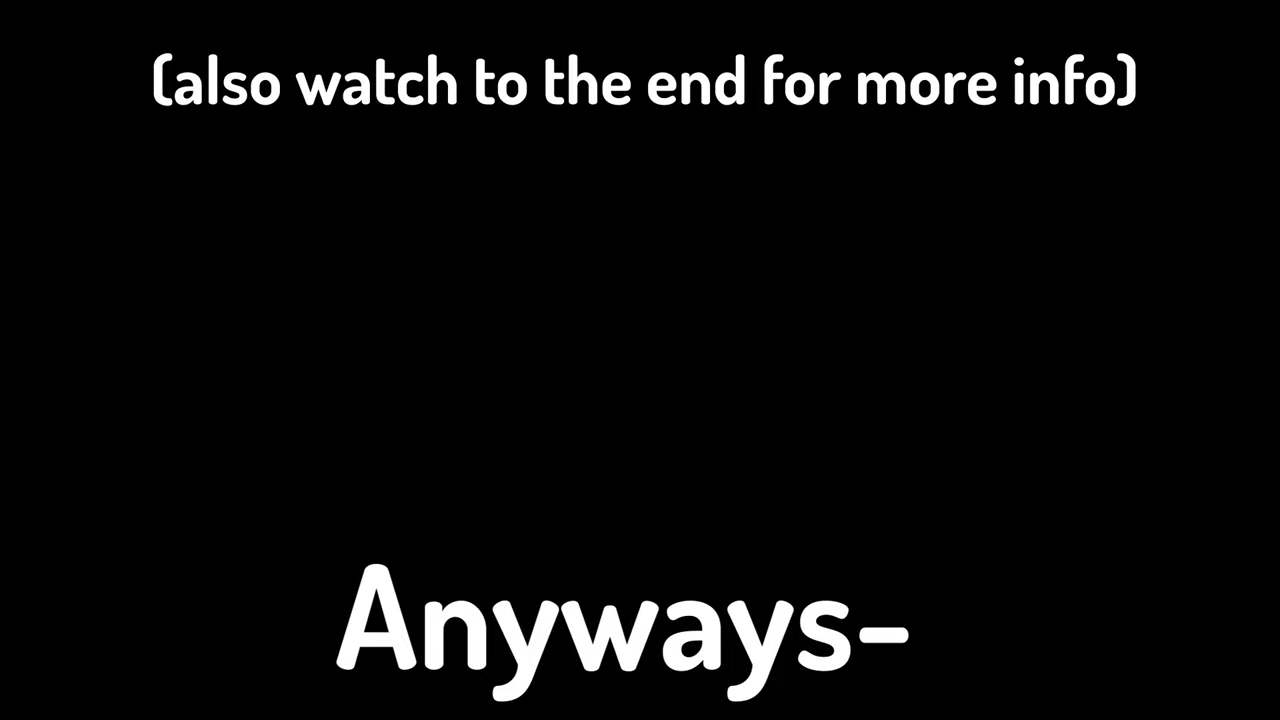 (also watch to the end for more info)
Anyways-